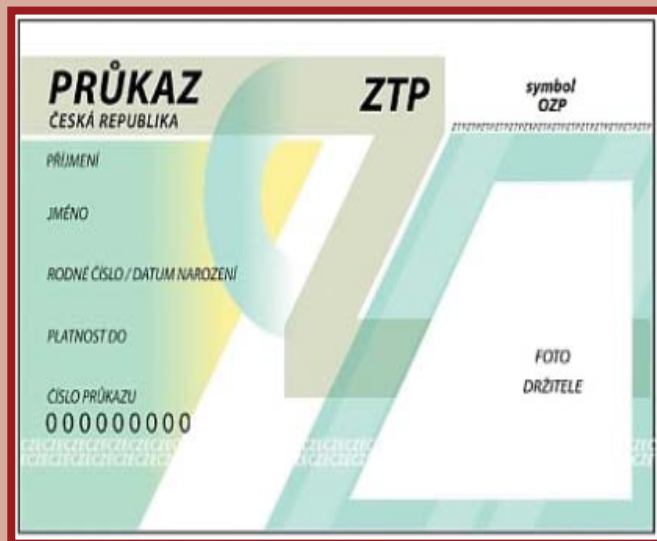 PRŮKAZ
ZTP
ČESKÁ REPUBLIKA
symbol
OZP
PŘÍJMENÍ
JMÉNO
RODNÉ ČÍSLO / DATUM NAROZENÍ
PLATNOST DO
FOTO
DRŽITELE
ČÍSLO PRŮKAZU
000000000